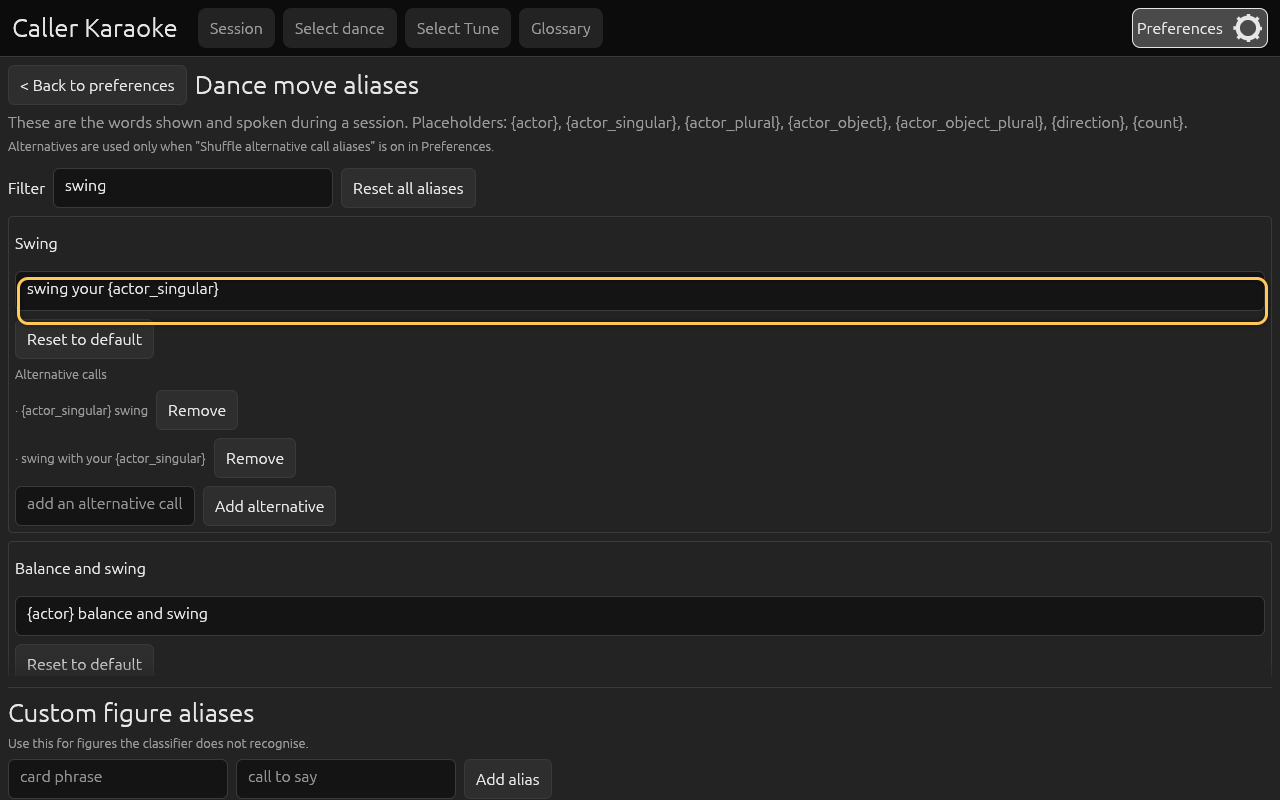 Caller Karaoke Session Select dance Select Tune Glossary Preferences
< Back to preferences Dance move aliases
These are the words shown and spoken during a session. Placeholders: {actor}, {actor_singular}, {actor_plural}, {actor_object}, {actor_object_plural}, {direction}, {count}.
Alternatives are used only when "Shuffle alternative call aliases" is on in Preferences.
Filter swing Reset all aliases
Swing
swing your {actor_singular}
Reset to default
Alternative calls
· {actor_singular} swing Remove
· swing with your {actor_singular} Remove
add an alternative call Add alternative
Balance and swing
{actor} balance and swing
Reset to default
Custom figure aliases
Use this for figures the classifier does not recognise.
card phrase call to say Add alias